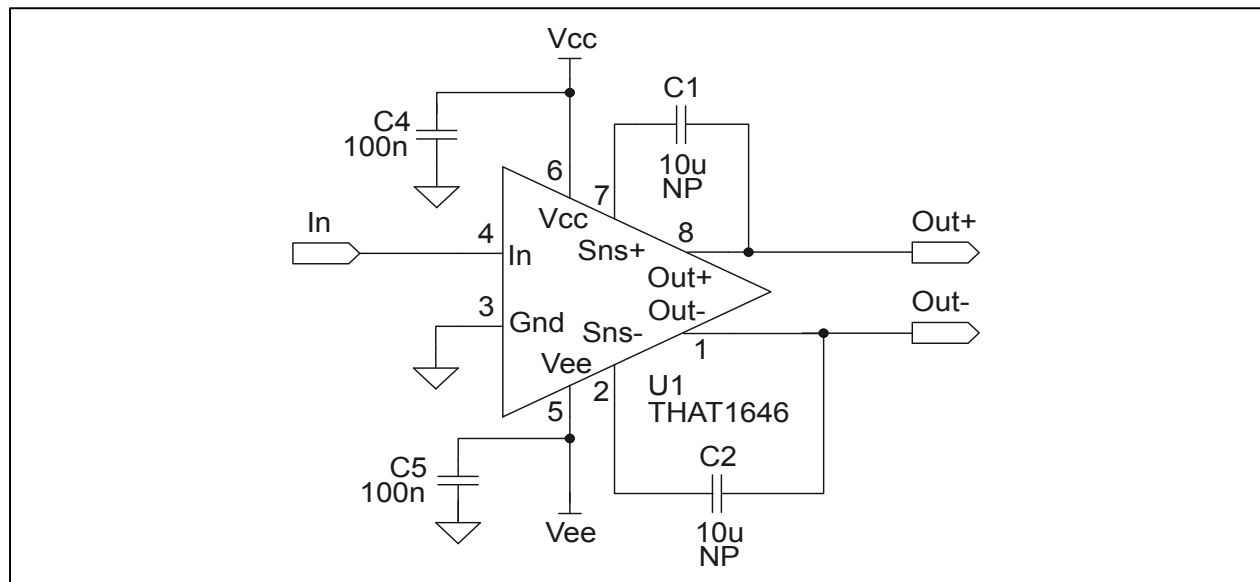 Vcc
C4
100n
C1
10u
NP
6
7
Vcc
In
4
In
Sns+
8
Out+
Out+
3
Gnd
Out-
Out-
Sns-
1
Vee
2
5
U1
THAT1646
C5
100n
C2
10u
NP
Vee